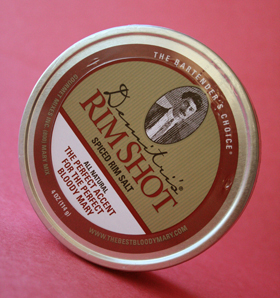 THE BARTENDER'S CHOICE
Demitri's
RIMSHOT
SPICED RIM SALT
ALL NATURAL
THE PERFECT ACCENT
FOR THE PERFECT
BLOODY MARY
4 OZ (114 g)
WWW.THEBESTBLOODYMARY.COM